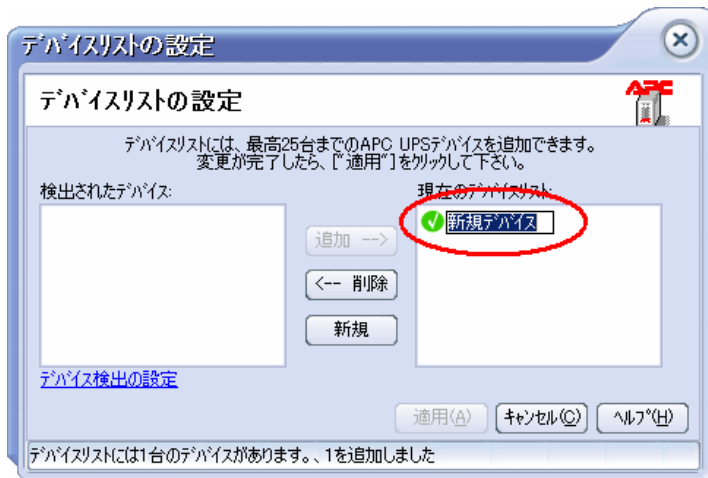 デバイスリストの設定
デバイスリストの設定
APC
デバイスリストには、最高25台までのAPC UPSデバイスを追加できます。
変更が完了したら、["適用"]をクリックして下さい。
検出されたデバイス:
現在のデバイスリスト:
新規デバイス
追加 -->
<-- 削除
新規
デバイス検出の設定
適用(A)
キャンセル(C)
ヘルプ(H)
デバイスリストには1台のデバイスがあります。、1を追加しました